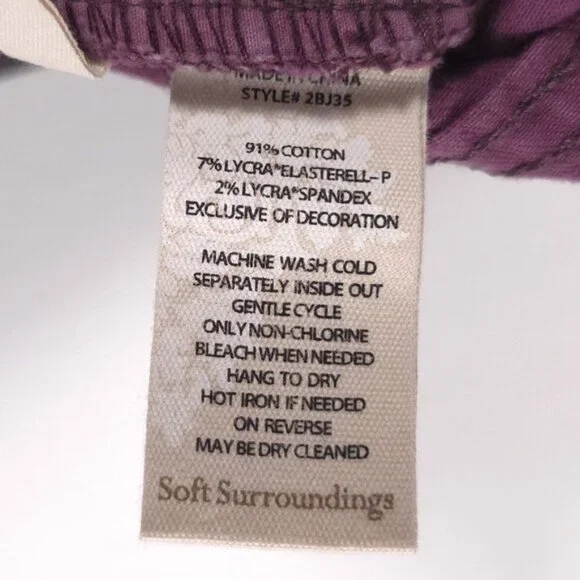 MADE IN CHINA
STYLE# 2BJ35
91% COTTON
7% LYCRA®ELASTERELL-P
2% LYCRA®SPANDEX
EXCLUSIVE OF DECORATION
MACHINE WASH COLD
SEPARATELY INSIDE OUT
GENTLE CYCLE
ONLY NON-CHLORINE
BLEACH WHEN NEEDED
HANG TO DRY
HOT IRON IF NEEDED
ON REVERSE
MAY BE DRY CLEANED
Soft Surroundings